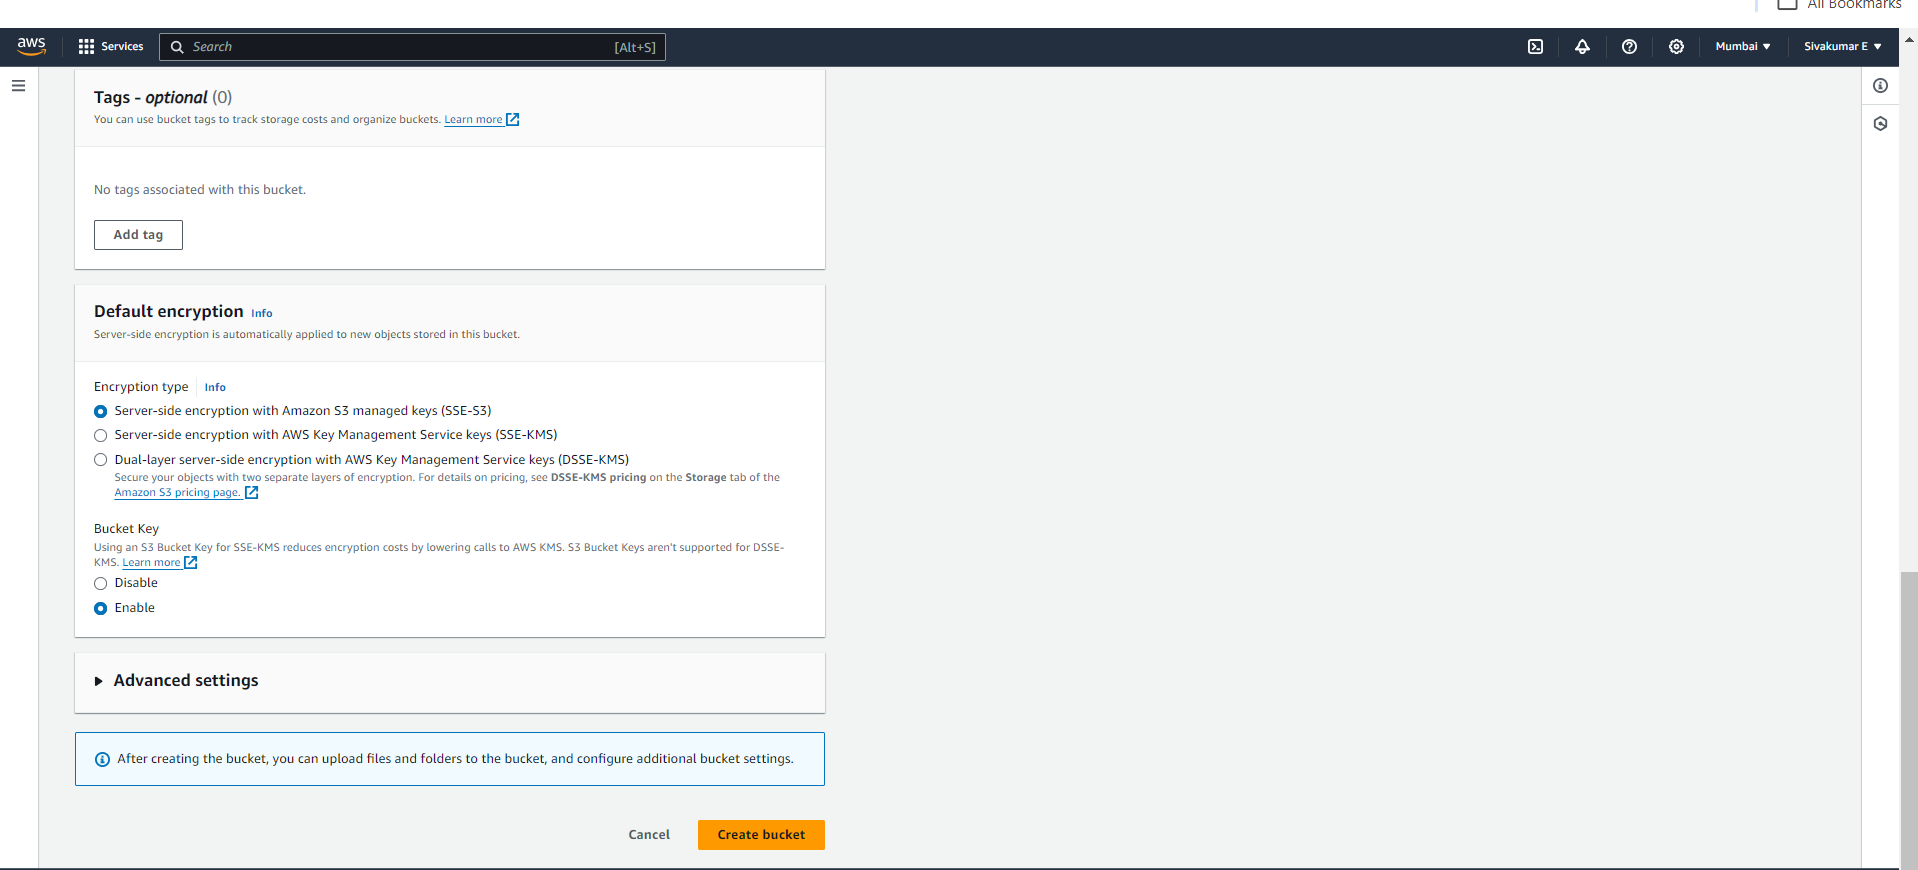 All Bookmarks
aws
Services
Search
[Alt+S]
Mumbai
Sivakumar E
Tags - optional (0)
You can use bucket tags to track storage costs and organize buckets. Learn more
No tags associated with this bucket.
Add tag
Default encryption Info
Server-side encryption is automatically applied to new objects stored in this bucket.
Encryption type Info
Server-side encryption with Amazon S3 managed keys (SSE-S3)
Server-side encryption with AWS Key Management Service keys (SSE-KMS)
Dual-layer server-side encryption with AWS Key Management Service keys (DSSE-KMS)
Secure your objects with two separate layers of encryption. For details on pricing, see DSSE-KMS pricing on the Storage tab of the
Amazon S3 pricing page.
Bucket Key
Using an S3 Bucket Key for SSE-KMS reduces encryption costs by lowering calls to AWS KMS. S3 Bucket Keys aren't supported for DSSE-
KMS. Learn more
Disable
Enable
Advanced settings
After creating the bucket, you can upload files and folders to the bucket, and configure additional bucket settings.
Cancel
Create bucket